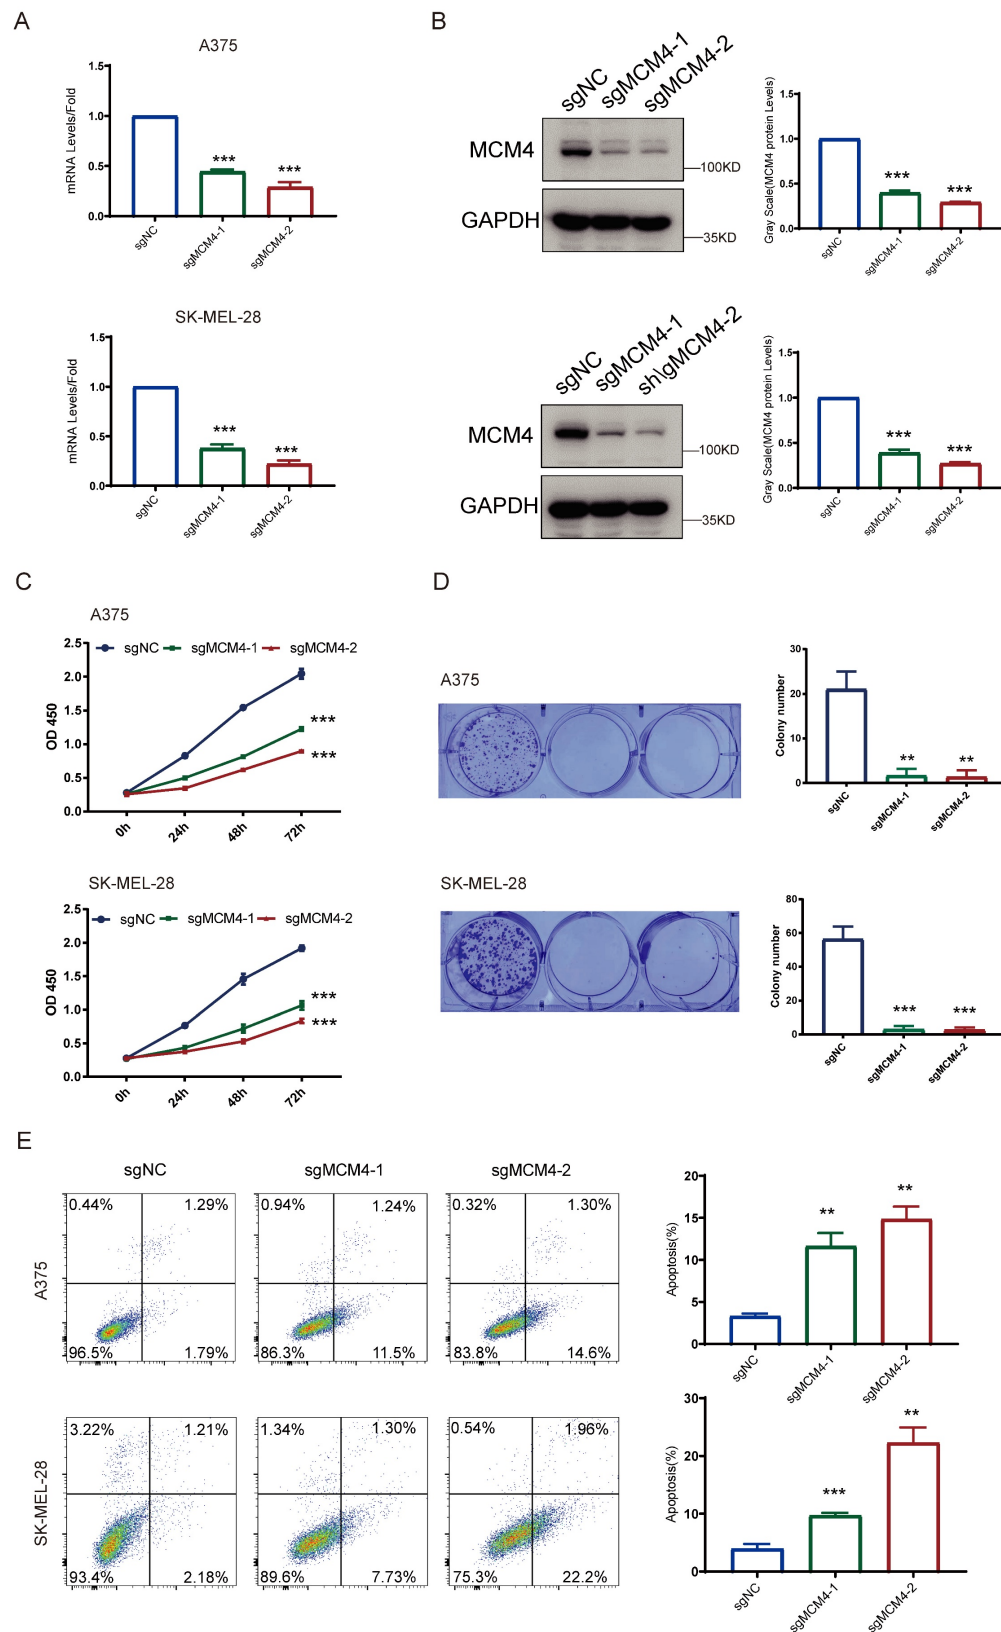 A
A375
mRNA Levels/Fold
1.5
1.0
0.5
0.0
***
***
sgNC
sgMCM4-1
sgMCM4-2
SK-MEL-28
mRNA Levels/Fold
1.5
1.0
0.5
0.0
***
***
sgNC
sgMCM4-1
sgMCM4-2
B
sgNC
sgMCM4-1
sgMCM4-2
MCM4
100KD
GAPDH
35KD
Gray Scale(MCM4 protein Levels)
1.5
1.0
0.5
0.0
***
***
sgNC
sgMCM4-1
sgMCM4-2
sgNC
sgMCM4-1
sh\gMCM4-2
MCM4
100KD
GAPDH
35KD
Gray Scale(MCM4 protein Levels)
1.5
1.0
0.5
0.0
***
***
sgNC
sgMCM4-1
sgMCM4-2
C
A375
sgNC sgMCM4-1 sgMCM4-2
OD 450
2.5
2.0
1.5
1.0
0.5
0.0
***
***
0h 24h 48h 72h
SK-MEL-28
sgNC sgMCM4-1 sgMCM4-2
OD 450
2.5
2.0
1.5
1.0
0.5
0.0
***
***
0h 24h 48h 72h
D
A375
Colony number
30
20
10
0
** **
sgNC
sgMCM4-1
sgMCM4-2
SK-MEL-28
Colony number
80
60
40
20
0
*** ***
sgNC
sgMCM4-1
sgMCM4-2
E
sgNC sgMCM4-1 sgMCM4-2
A375
0.44% 1.29%
96.5% 1.79%
0.94% 1.24%
86.3% 11.5%
0.32% 1.30%
83.8% 14.6%
Apoptosis(%)
20
15
10
5
0
**
**
sgNC
sgMCM4-1
sgMCM4-2
SK-MEL-28
3.22% 1.21%
93.4% 2.18%
1.34% 1.30%
89.6% 7.73%
0.54% 1.96%
75.3% 22.2%
Apoptosis(%)
30
20
10
0
***
**
sgNC
sgMCM4-1
sgMCM4-2